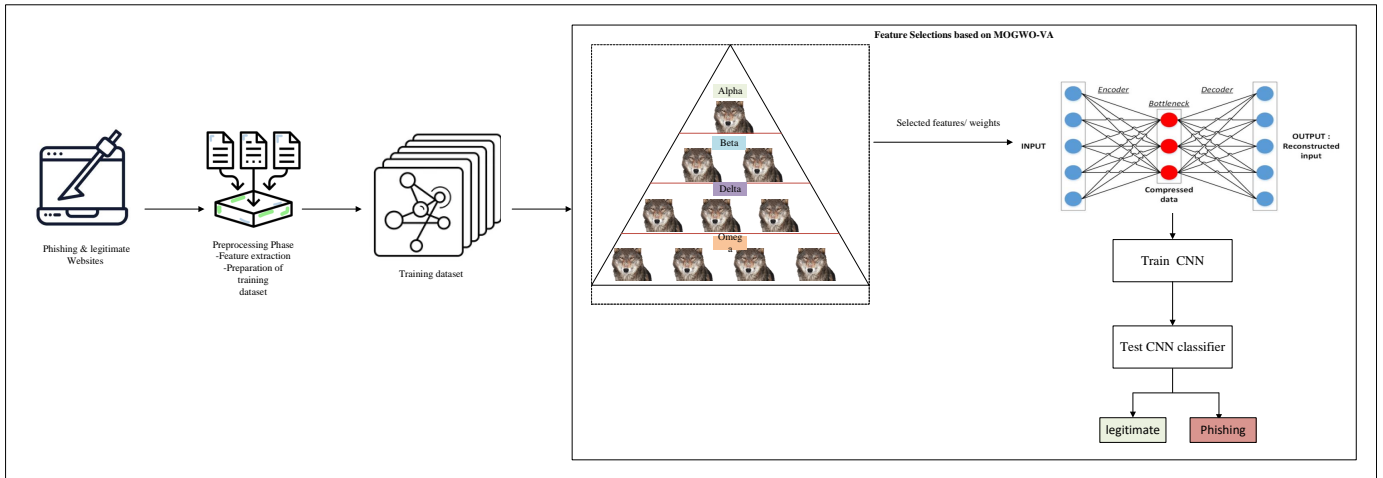 Feature Selections based on MOGWO-VA
Phishing & legitimate
Websites
Preprocessing Phase
-Feature extraction
-Preparation of
training
dataset
Training dataset
Alpha
Beta
Delta
Omeg
a
Selected features/ weights
INPUT
Encoder
Bottleneck
Decoder
Compressed
data
OUTPUT :
Reconstructed
input
Train CNN
Test CNN classifier
legitimate
Phishing